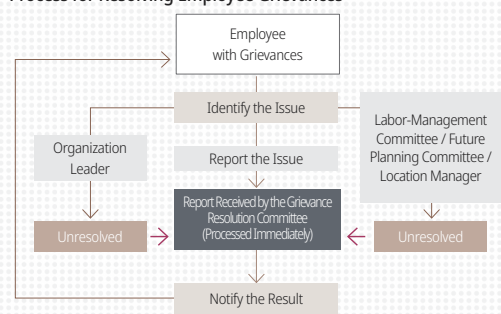 Process for Resolving Employee Grievances
Employee
with Grievances
Identify the Issue
Organization
Leader
Report the Issue
Labor-Management
Committee / Future
Planning Committee /
Location Manager
Unresolved
Report Received by the Grievance
Resolution Committee
(Processed Immediately)
Unresolved
Notify the Result